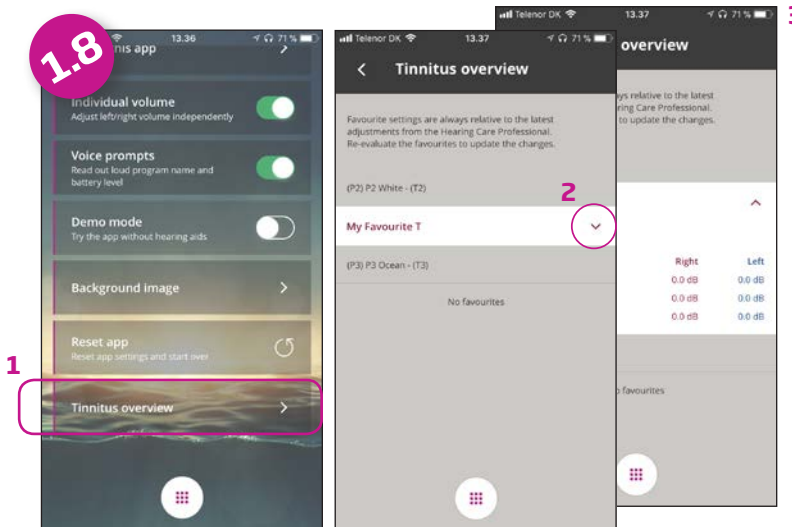 1.8
13.36
71 %
nis app
Individual volume
Adjust left/right volume independently
Voice prompts
Read out loud program name and
battery level
Demo mode
Try the app without hearing aids
Background image
Reset app
Reset app settings and start over
1
Tinnitus overview
Telenor DK
13.37
71 %
Tinnitus overview
Favourite settings are always relative to the latest
adjustments from the Hearing Care Professional.
Re-evaluate the favourites to update the changes.
(P2) P2 White - (T2)
2
My Favourite T
(P3) P3 Ocean - (T3)
No favourites
Telenor DK
13.37
71 %
overview
relative to the latest
ring Care Professional.
to update the changes.
Right Left
0.0 dB 0.0 dB
0.0 dB 0.0 dB
0.0 dB 0.0 dB
favourites